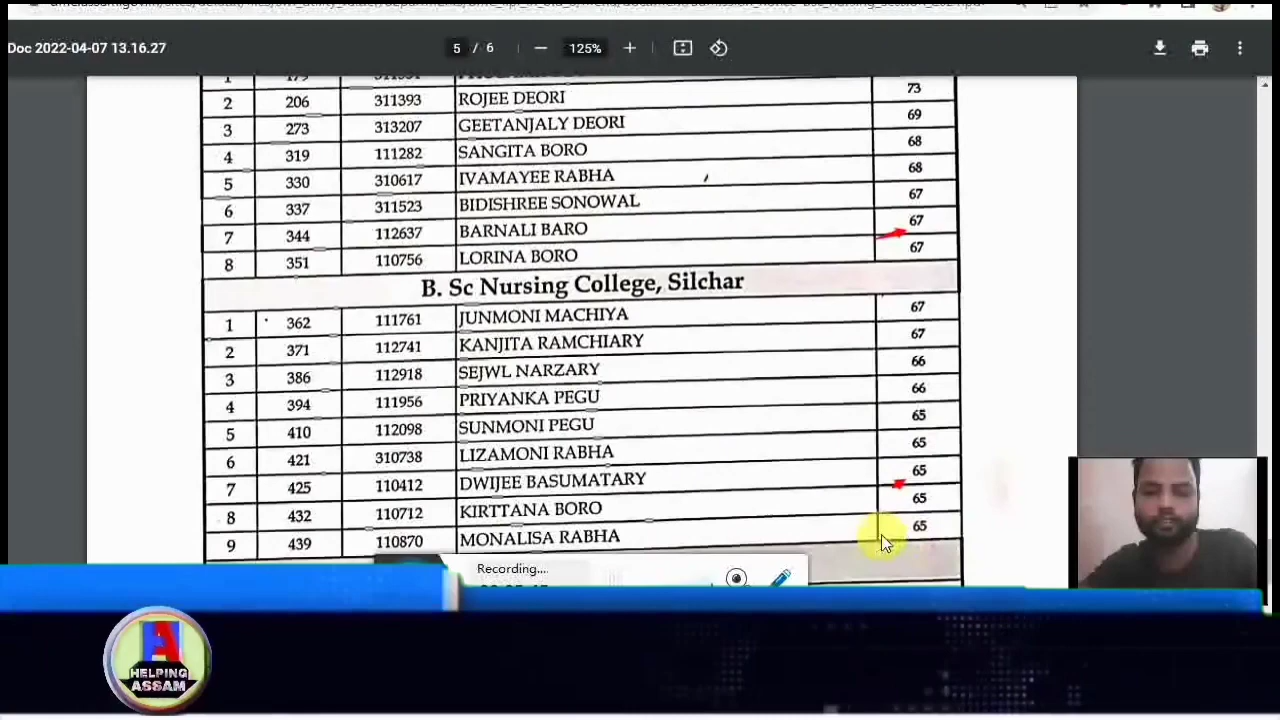 Doc 2022-04-07 13.16.27 5 / 6 125%
1 179
2 206 311393 ROJEE DEORI 73
3 273 313207 GEETANJALY DEORI 69
4 319 111282 SANGITA BORO 68
5 330 310617 IVAMAYEE RABHA 68
6 337 311523 BIDISHREE SONOWAL 67
7 344 112637 BARNALI BARO 67
8 351 110756 LORINA BORO 67
B. Sc Nursing College, Silchar
1 362 111761 JUNMONI MACHIYA 67
2 371 112741 KANJITA RAMCHIARY 67
3 386 112918 SEJWL NARZARY 66
4 394 111956 PRIYANKA PEGU 66
5 410 112098 SUNMONI PEGU 65
6 421 310738 LIZAMONI RABHA 65
7 425 110412 DWIJEE BASUMATARY 65
8 432 110712 KIRTTANA BORO 65
9 439 110870 MONALISA RABHA 65
Recording....
A
HELPING
ASSAM